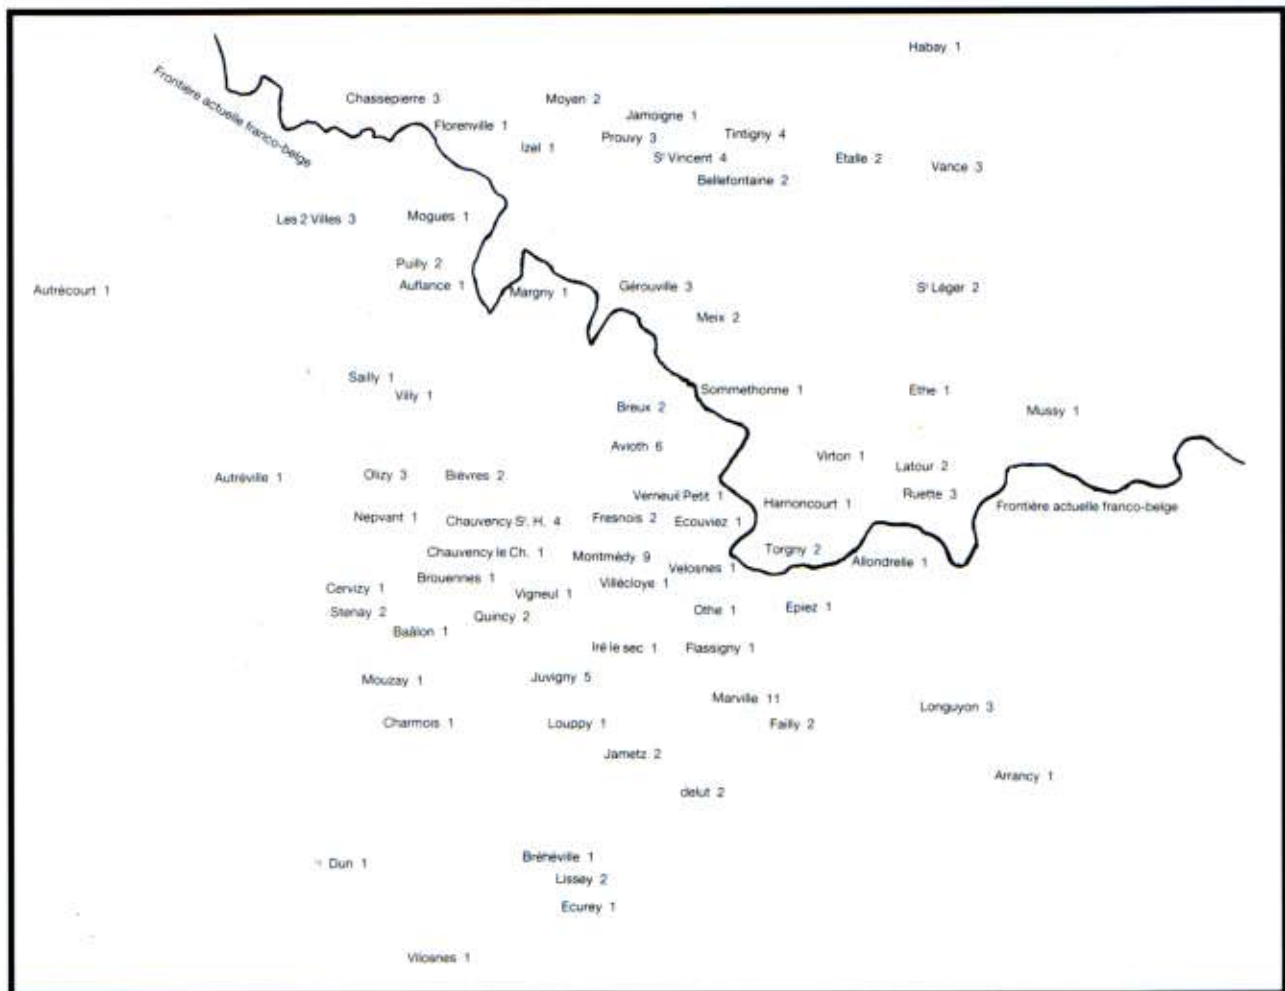 Habay 1
Frontière actuelle franco-belge
Chassepierre 3
Moyen 2
Jamoigne 1
Florenville 1
Izel 1
Prouvy 3
Tintigny 4
St Vincent 4
Etalle 2
Vance 3
Bellefontaine 2
Les 2 Villes 3
Mogues 1
Puilly 2
Auflance 1
Autrécourt 1
Margny 1
Gérouville 3
St Léger 2
Meix 2
Sailly 1
Villy 1
Sommethonne 1
Ethe 1
Breux 2
Mussy 1
Avioth 6
Virton 1
Latour 2
Autréville 1
Olizy 3
Bièvres 2
Verneuil Petit 1
Harnoncourt 1
Ruette 3
Frontière actuelle franco-belge
Nepvant 1
Chauvency St. H. 4
Fresnois 2
Ecouviez 1
Chauvency le Ch. 1
Montmédy 9
Torgny 2
Allondrelle 1
Velosnes 1
Brouennes 1
Villécloye 1
Cervizy 1
Vigneul 1
Stenay 2
Quincy 2
Othe 1
Epiez 1
Baâlon 1
Iré le sec 1
Flassigny 1
Mouzay 1
Juvigny 5
Marville 11
Longuyon 3
Charmois 1
Louppy 1
Failly 2
Jametz 2
Arrancy 1
delut 2
Dun 1
Bréhéville 1
Lissey 2
Ecurey 1
Vilosnes 1